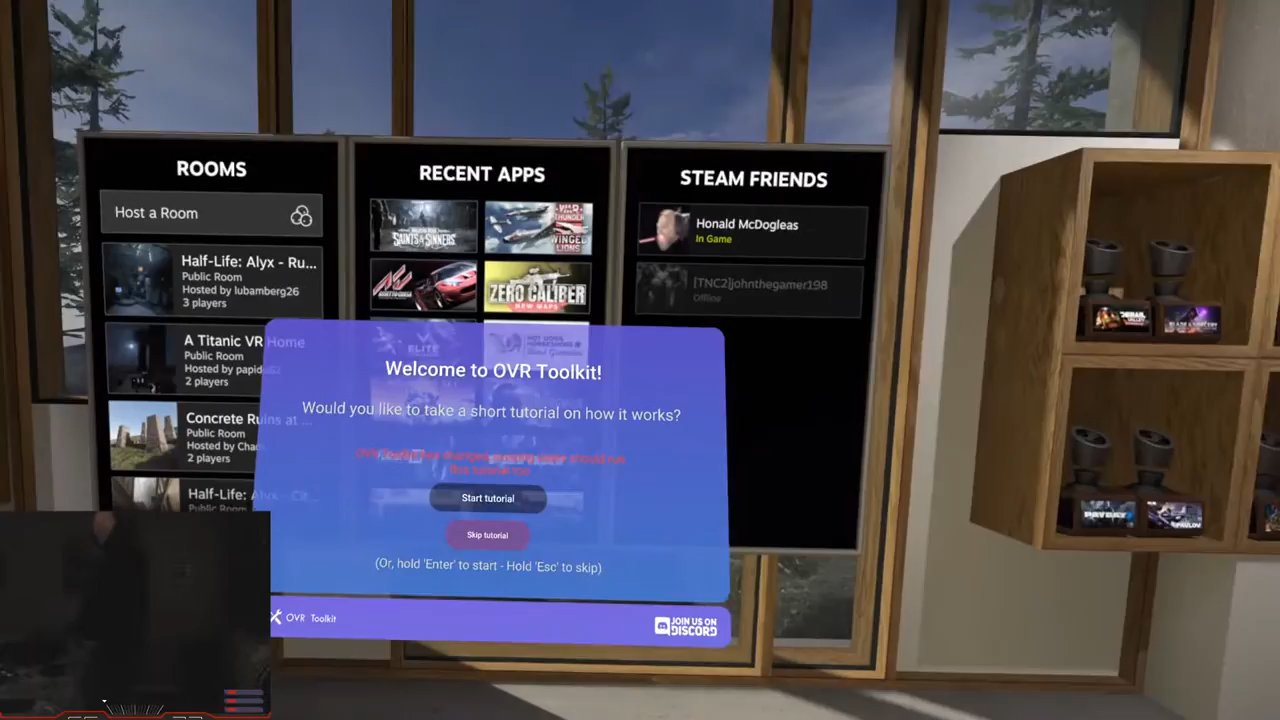 ROOMS
Host a Room
Half-Life: Alyx - Ru...
Public Room
Hosted by lubamberg26
3 players
A Titanic VR Home
Public Room
2 players
Concrete Ruins at ...
Public Room
2 players
RECENT APPS
SAINTS & SINNERS
WAR THUNDER
WINGED LIONS
ZERO CALIBER
NEW MAPS
ELITE
STEAM FRIENDS
Honald McDogleas
In Game
[TNC2]johnthegamer198
Offline
Welcome to OVR Toolkit!
Would you like to take a short tutorial on how it works?
Start tutorial
Skip tutorial
(Or, hold 'Enter' to start - Hold 'Esc' to skip)
OVR Toolkit
JOIN US ON
DISCORD
PAYDAY
PAVLOV